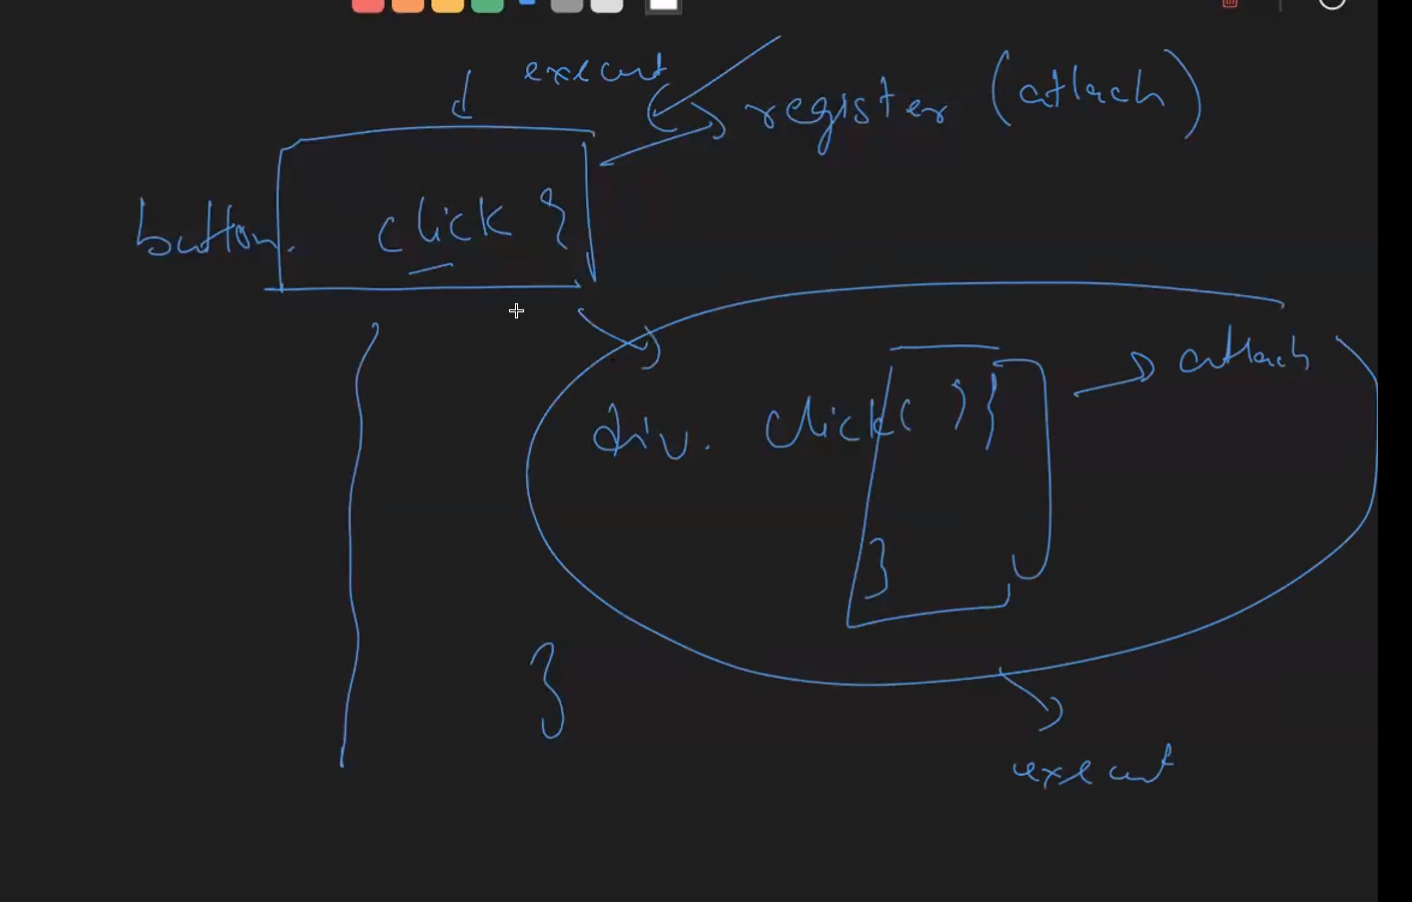 execut
register (attach)
button. click {
attach
div. click( ) {
}
}
execut